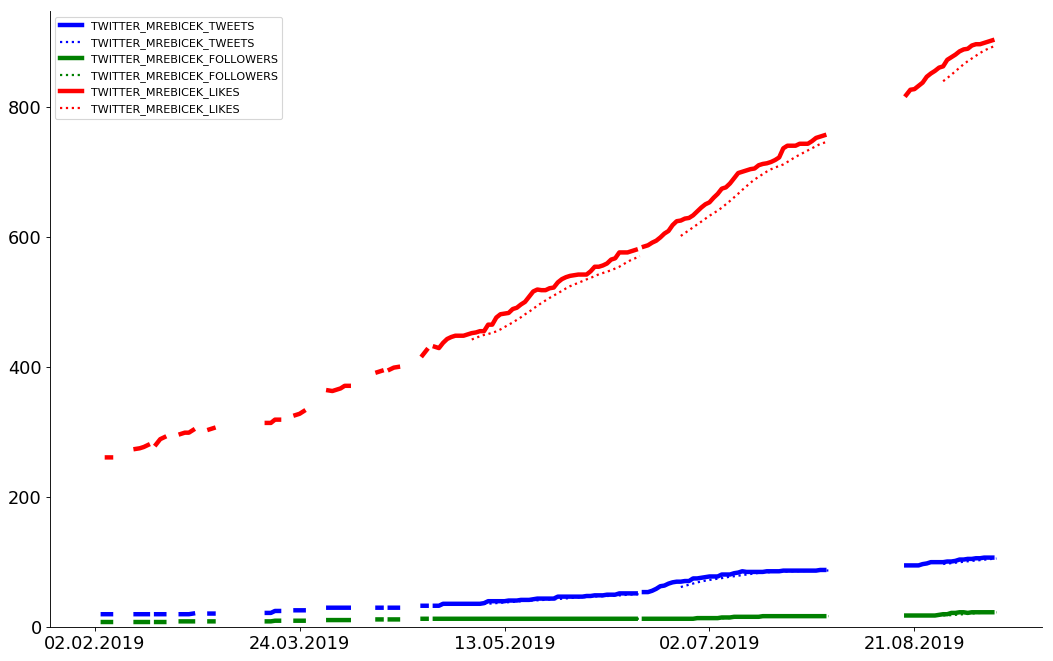 TWITTER_MREBICEK_TWEETS
TWITTER_MREBICEK_TWEETS
TWITTER_MREBICEK_FOLLOWERS
TWITTER_MREBICEK_FOLLOWERS
TWITTER_MREBICEK_LIKES
TWITTER_MREBICEK_LIKES
800
600
400
200
0
02.02.2019 24.03.2019 13.05.2019 02.07.2019 21.08.2019